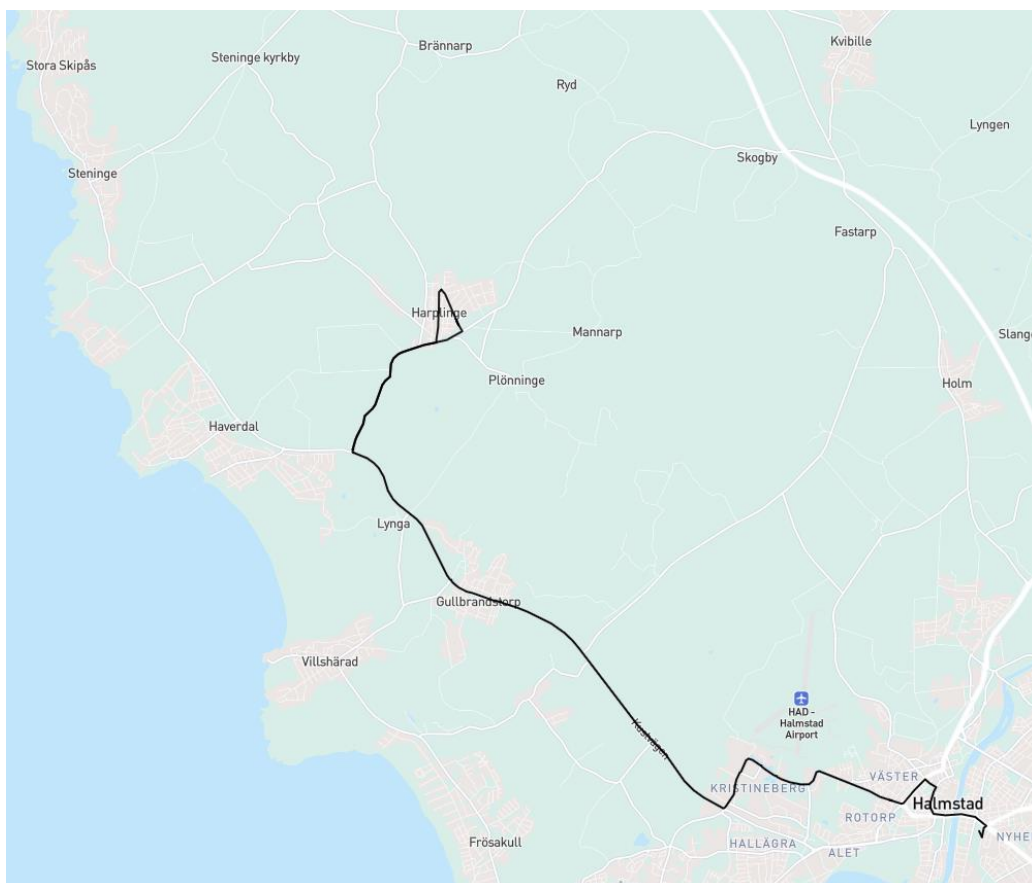 Brännarp
Kvibille
Steninge kyrkby
Stora Skipås
Ryd
Lyngen
Skogby
Steninge
Fastarp
Harplinge
Mannarp
Slange
Plönninge
Holm
Haverdal
Lynga
Gullbrandstorp
Villshärad
HAD -
Halmstad
Airport
Kustvägen
VÄSTER
KRISTINEBERG
Halmstad
ROTORP
NYHE
Frösakull
HALLÄGRA
ALET